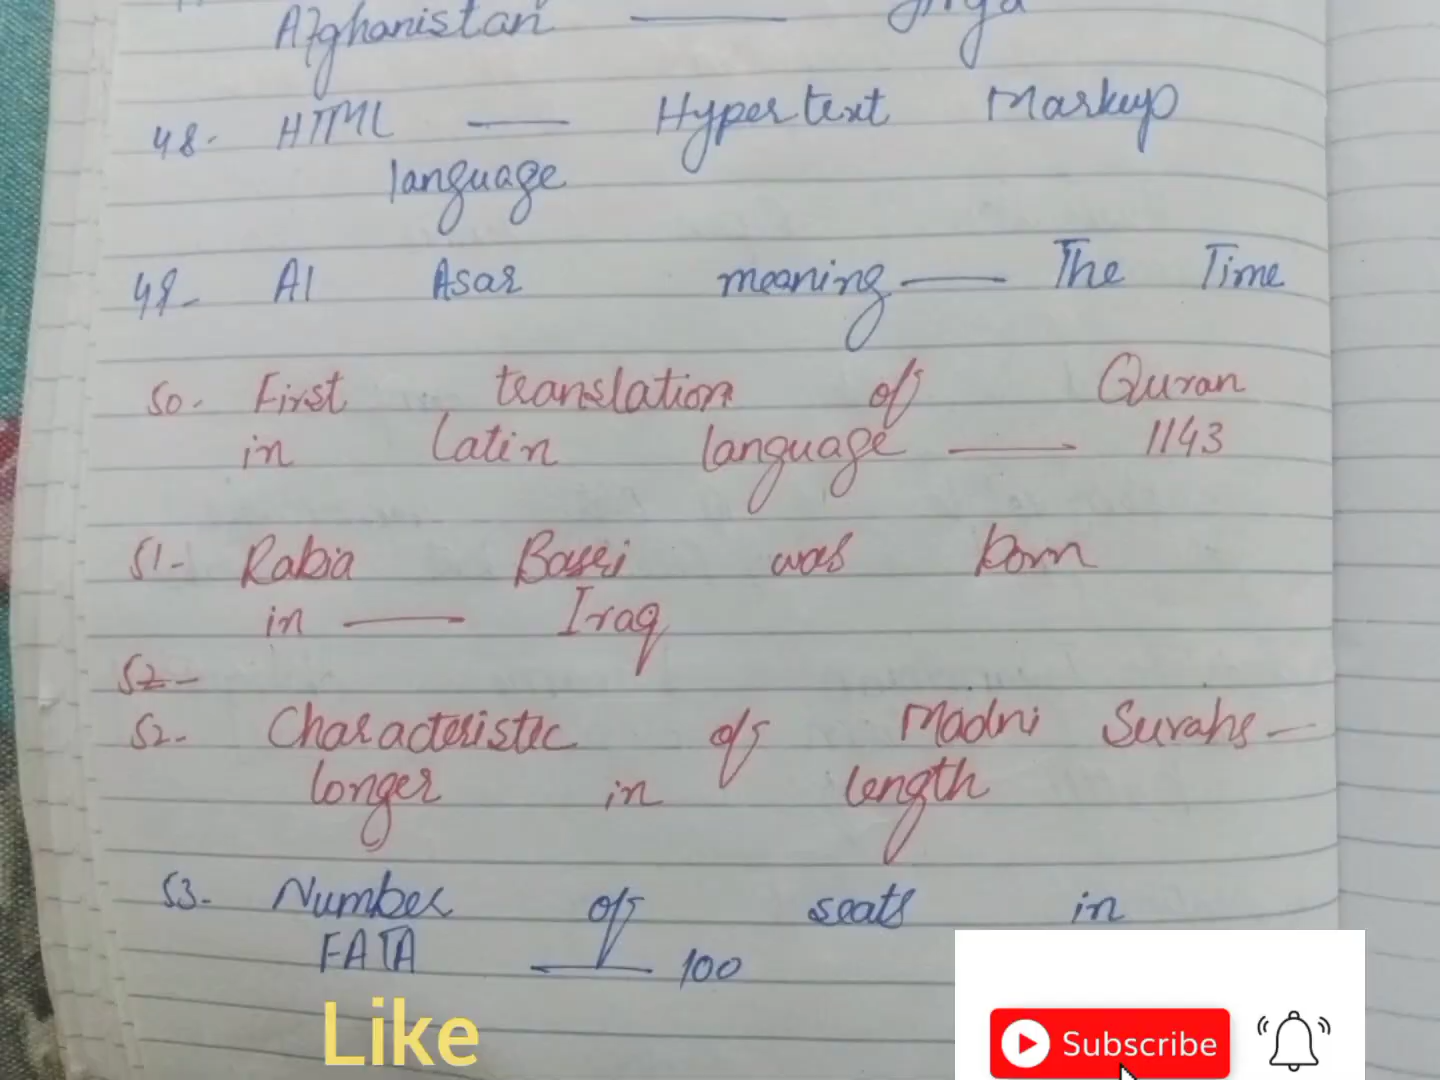 Afghanistan — Jirga
48- HTML — Hypertext Markup
language
49- Al Asar meaning — The Time
50- First translation of Quran
in Latin language — 1143
51- Rabia Basri was born
in — Iraq
52-
52- Characteristic of Madni Surahs-
longer in length
53- Number of seats in
FATA — 100
Like
Subscribe